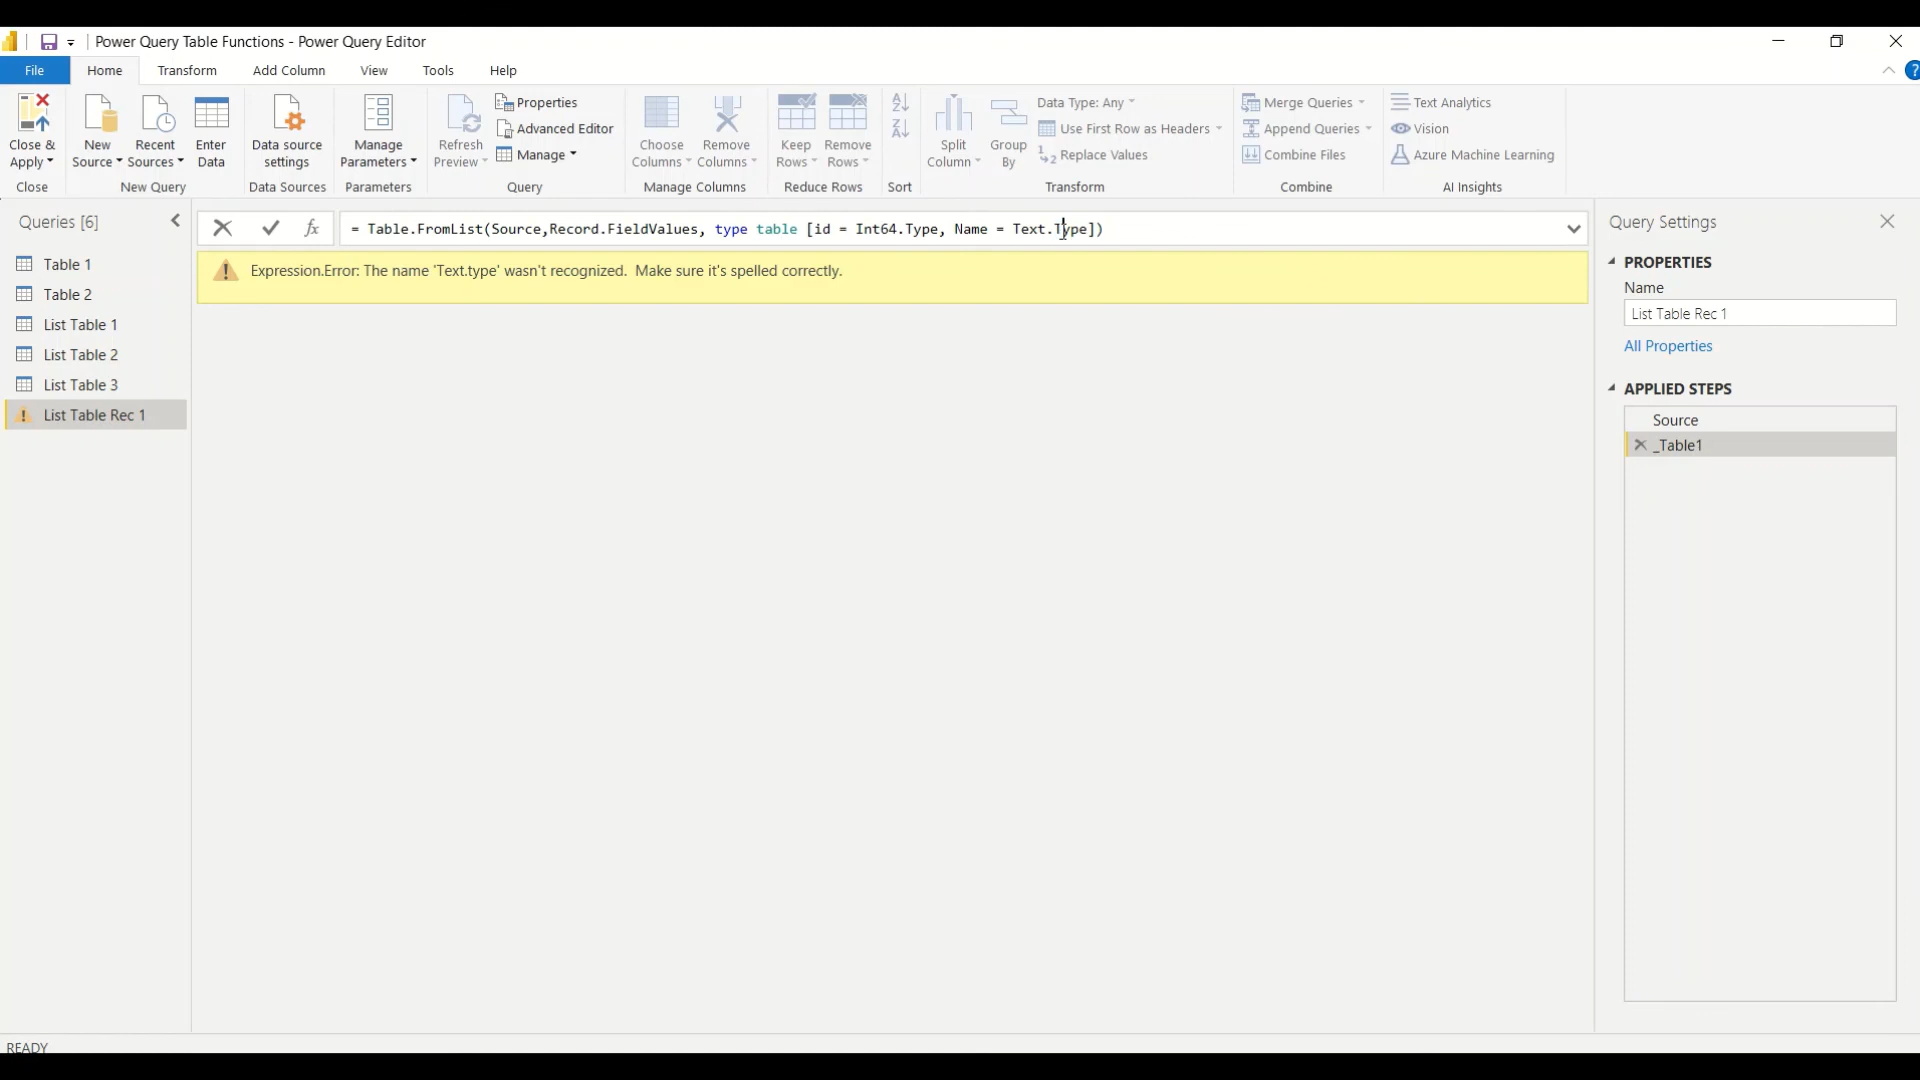 Power Query Table Functions - Power Query Editor
File
Home
Transform
Add Column
View
Tools
Help
?
Close &
Apply
Close
New
Source
Recent
Sources
Enter
Data
New Query
Data source
settings
Data Sources
Manage
Parameters
Parameters
Refresh
Preview
Properties
Advanced Editor
Manage
Query
Choose
Columns
Remove
Columns
Manage Columns
Keep
Rows
Remove
Rows
Reduce Rows
A
Z
Z
A
Sort
Split
Column
Group
By
Data Type: Any
Use First Row as Headers
1
2
Replace Values
Transform
Merge Queries
Append Queries
Combine Files
Combine
Text Analytics
Vision
Azure Machine Learning
AI Insights
Queries [6]
Table 1
Table 2
List Table 1
List Table 2
List Table 3
List Table Rec 1
fx
= Table.FromList(Source,Record.FieldValues, type table [id = Int64.Type, Name = Text.Type])
Expression.Error: The name 'Text.type' wasn't recognized.  Make sure it's spelled correctly.
Query Settings
PROPERTIES
Name
List Table Rec 1
All Properties
APPLIED STEPS
Source
_Table1
READY